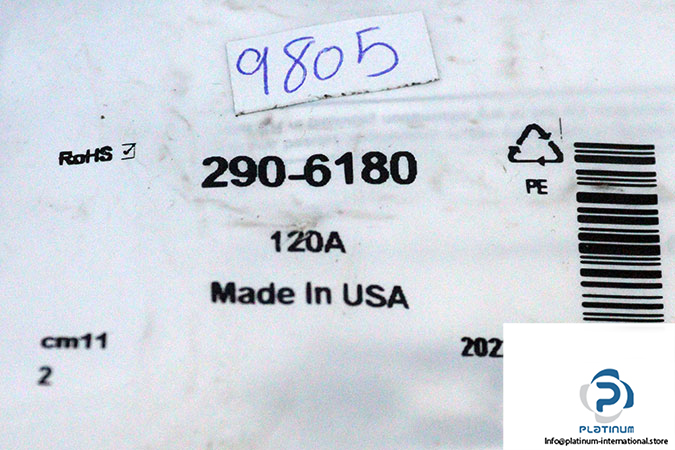 9805
RoHS ☑
290-6180
PE
120A
Made In USA
cm11
202
2
PLATINUM
Info@platinum-international.store